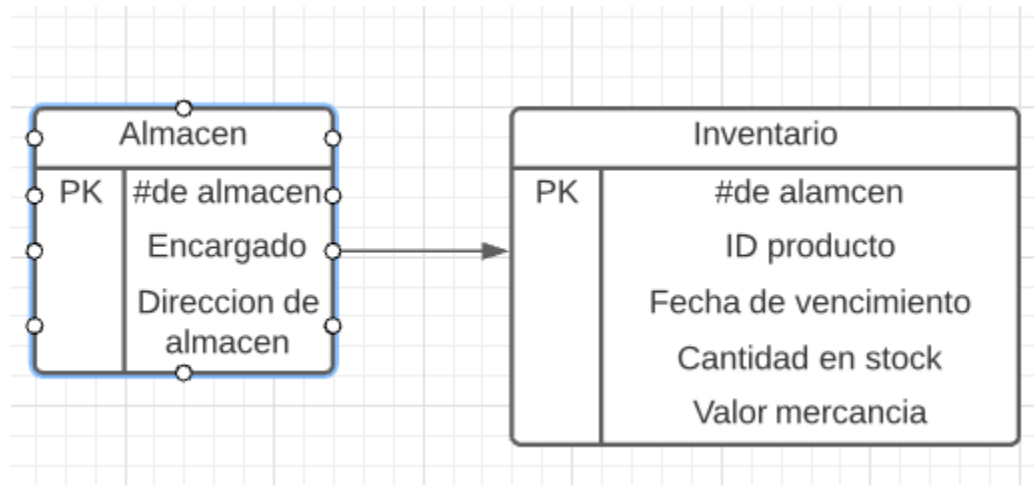 Almacen
PK #de almacen
Encargado
Direccion de
almacen
Inventario
PK #de alamcen
ID producto
Fecha de vencimiento
Cantidad en stock
Valor mercancia